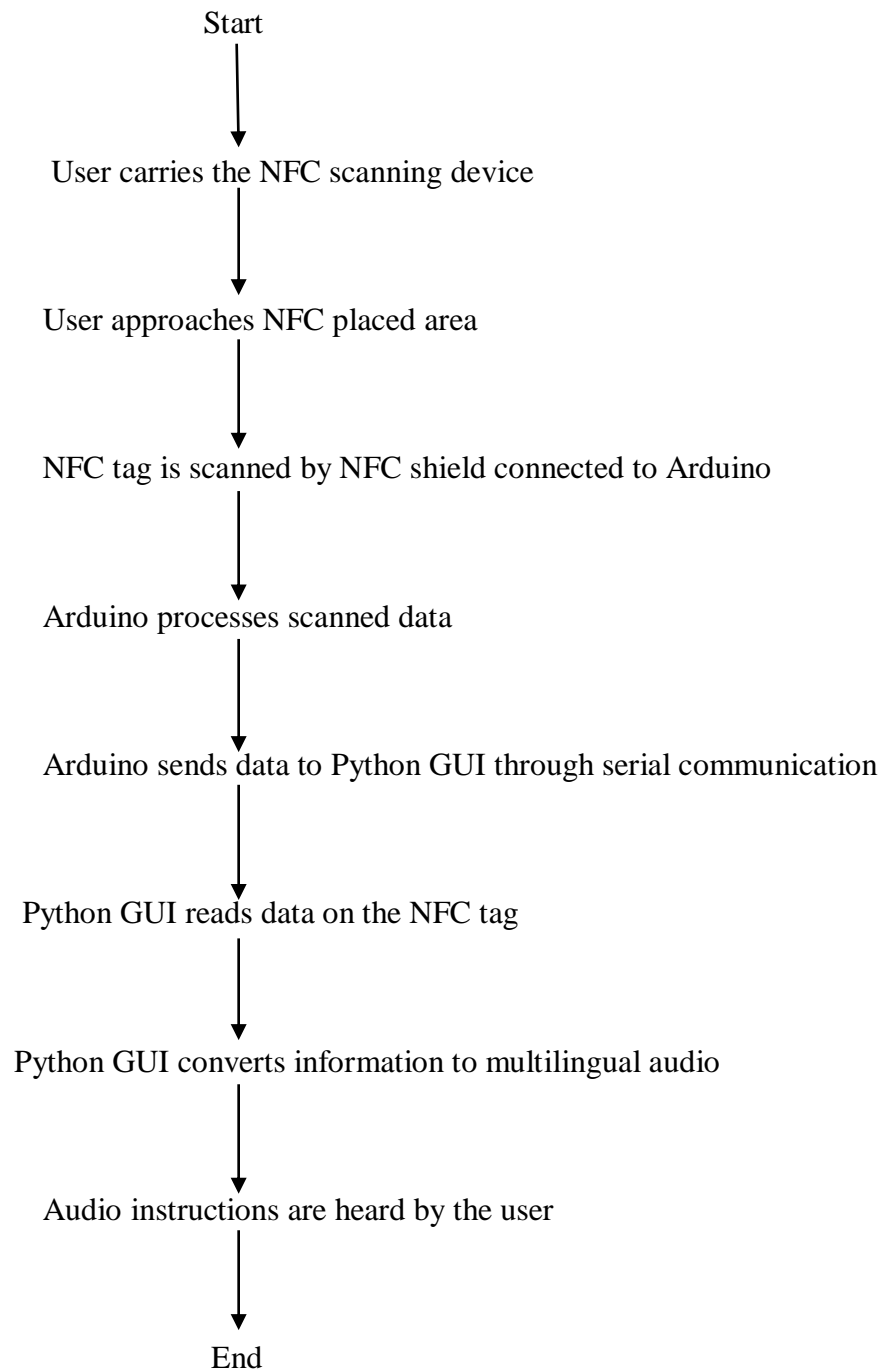 Start
User carries the NFC scanning device
User approaches NFC placed area
NFC tag is scanned by NFC shield connected to Arduino
Arduino processes scanned data
Arduino sends data to Python GUI through serial communication
Python GUI reads data on the NFC tag
Python GUI converts information to multilingual audio
Audio instructions are heard by the user
End